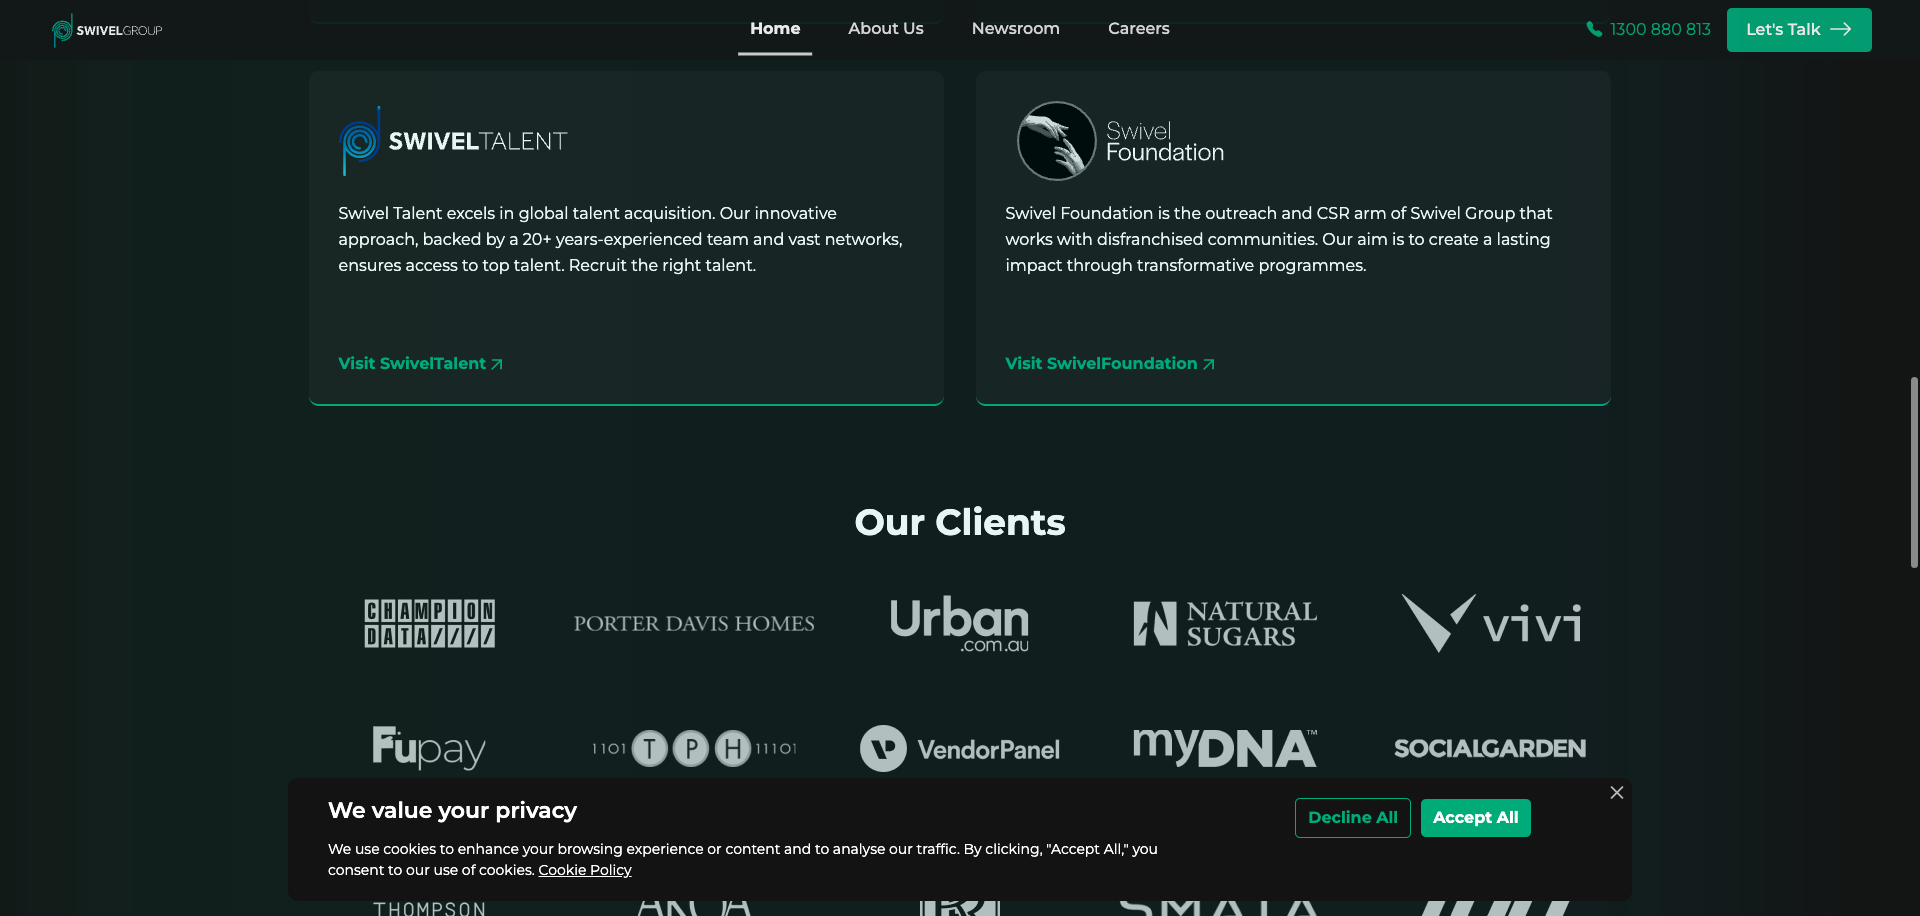 SWIVELGROUP
Home
About Us
Newsroom
Careers
1300 880 813
Let's Talk
SWIVELTALENT
Swivel Talent excels in global talent acquisition. Our innovative
approach, backed by a 20+ years-experienced team and vast networks,
ensures access to top talent. Recruit the right talent.
Visit SwivelTalent
Swivel
Foundation
Swivel Foundation is the outreach and CSR arm of Swivel Group that
works with disfranchised communities. Our aim is to create a lasting
impact through transformative programmes.
Visit SwivelFoundation
Our Clients
CHAMPION
DATA////
PORTER DAVIS HOMES
Urban
.com.au
NATURAL
SUGARS
vivi
Fupay
1101 TPH 11101
VendorPanel
myDNA™
SOCIALGARDEN
We value your privacy
We use cookies to enhance your browsing experience or content and to analyse our traffic. By clicking, "Accept All," you
consent to our use of cookies. Cookie Policy
Decline All
Accept All
THOMPSON
SMATA